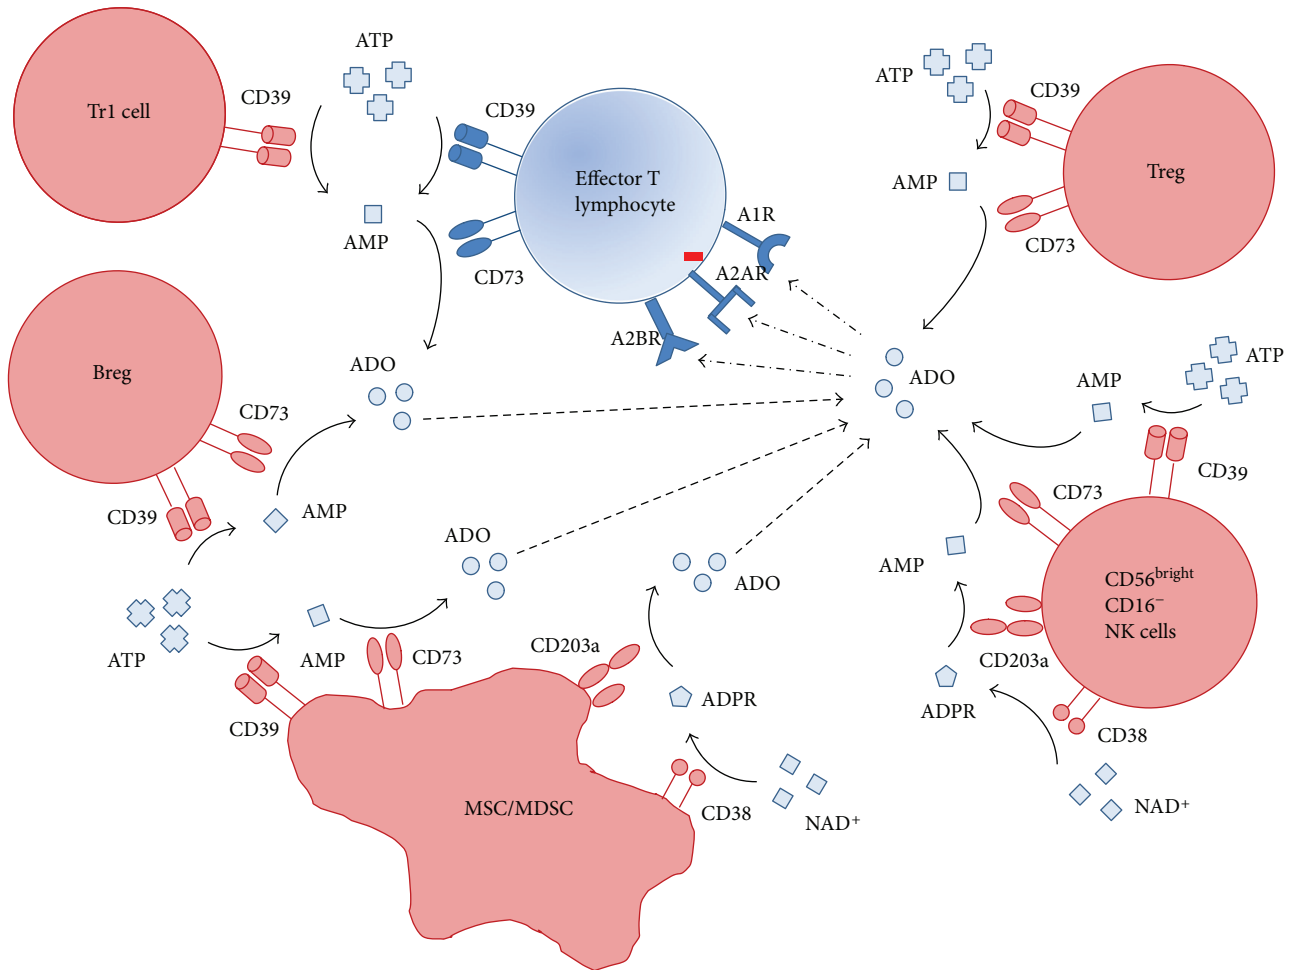 ATP
CD39
Tr1 cell
AMP
CD39
Effector T
lymphocyte
CD73
A1R
A2AR
A2BR
ATP
CD39
AMP
Treg
CD73
Breg
CD73
ADO
CD39
AMP
ADO
ATP
AMP
CD39
ATP
AMP
CD73
ADO
CD39
CD203a
ADO
ADPR
MSC/MDSC
CD38
NAD+
CD73
AMP
CD56bright
CD16−
NK cells
CD203a
ADPR
CD38
NAD+